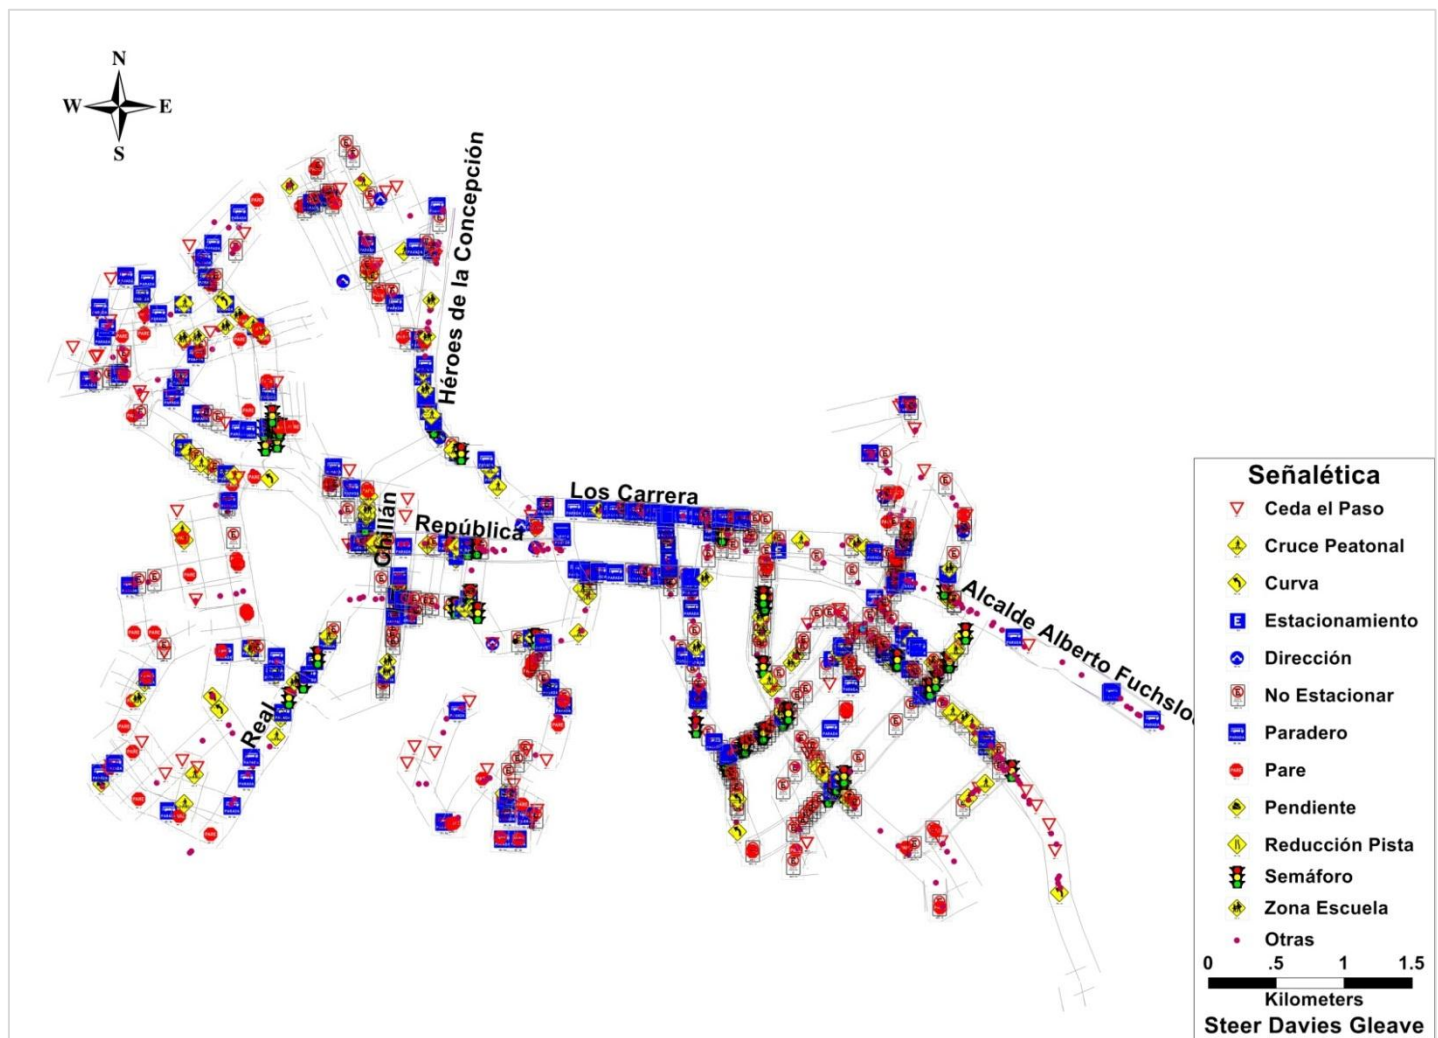 N
W E
S
Héroes de la Concepción
Los Carrera
República
Chillán
Alcalde Alberto Fuchsloc
Real
Señalética
Ceda el Paso
Cruce Peatonal
Curva
Estacionamiento
Dirección
No Estacionar
Paradero
Pare
Pendiente
Reducción Pista
Semáforo
Zona Escuela
Otras
0 .5 1 1.5
Kilometers
Steer Davies Gleave